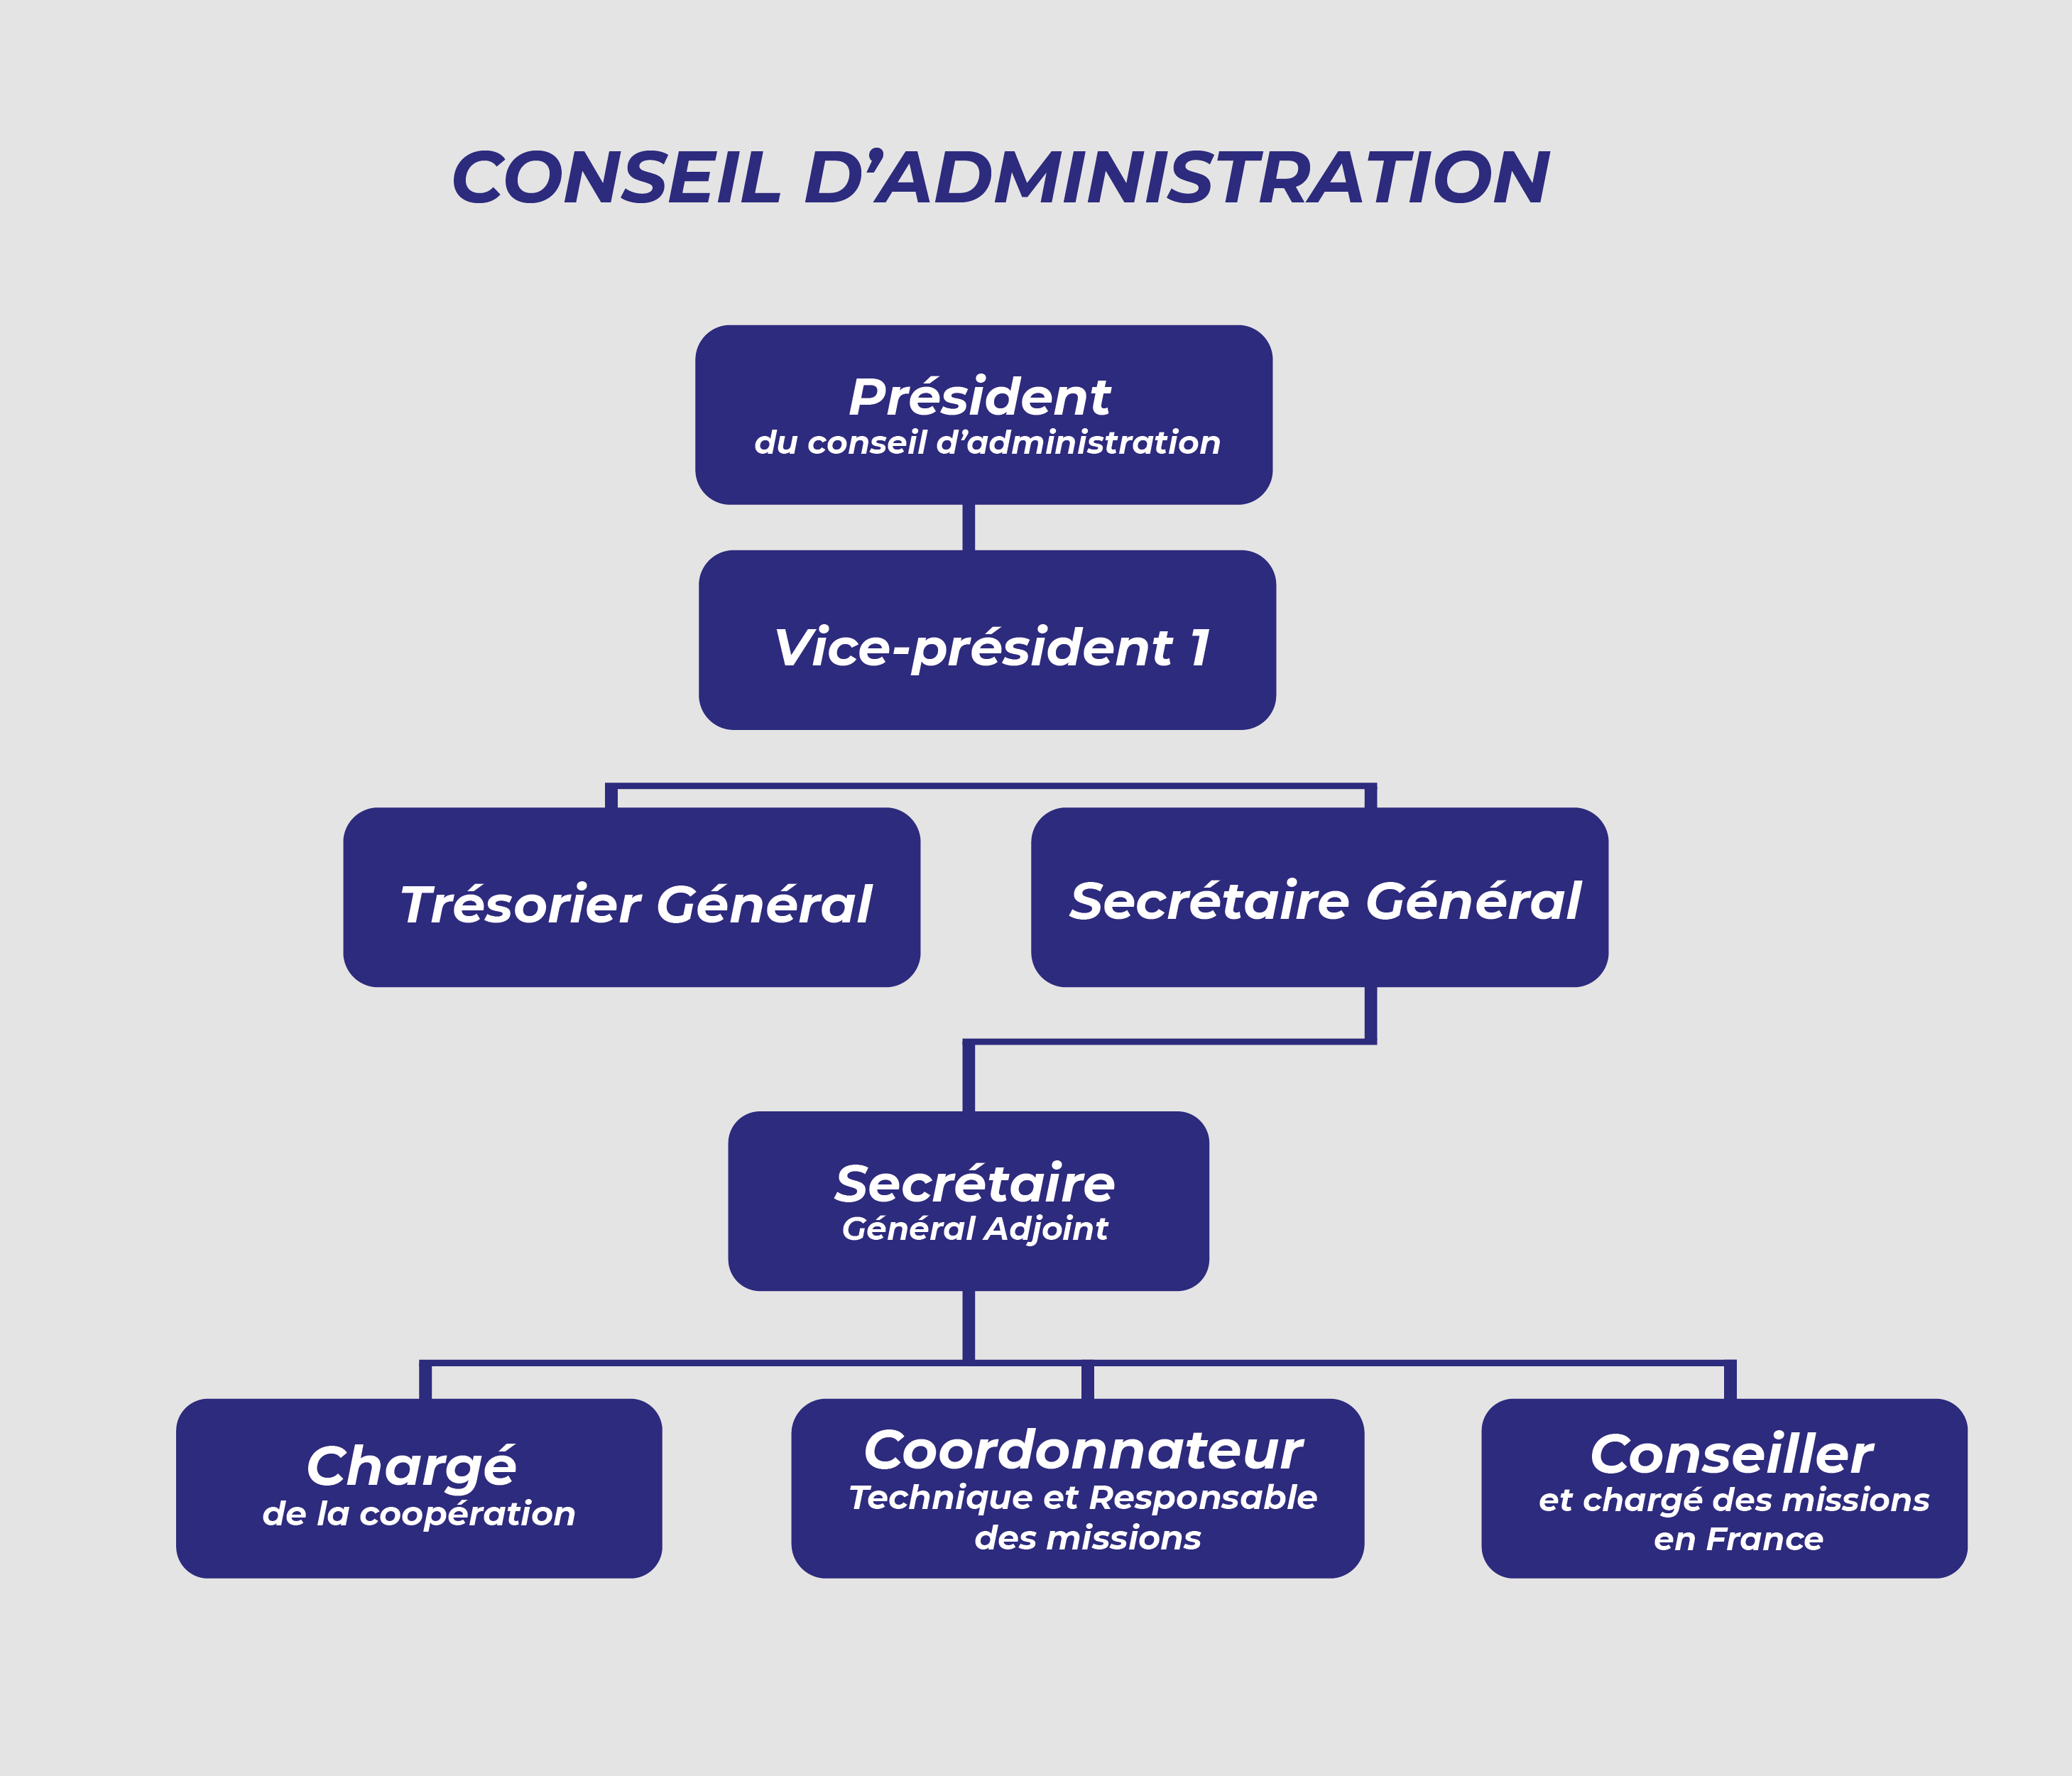 CONSEIL D’ADMINISTRATION
Président
du conseil d’administration
Vice-président 1
Trésorier Général
Secrétaire Général
Secrétaire
Général Adjoint
Chargé
de la coopération
Coordonnateur
Technique et Responsable
des missions
Conseilller
et chargé des missions
en France